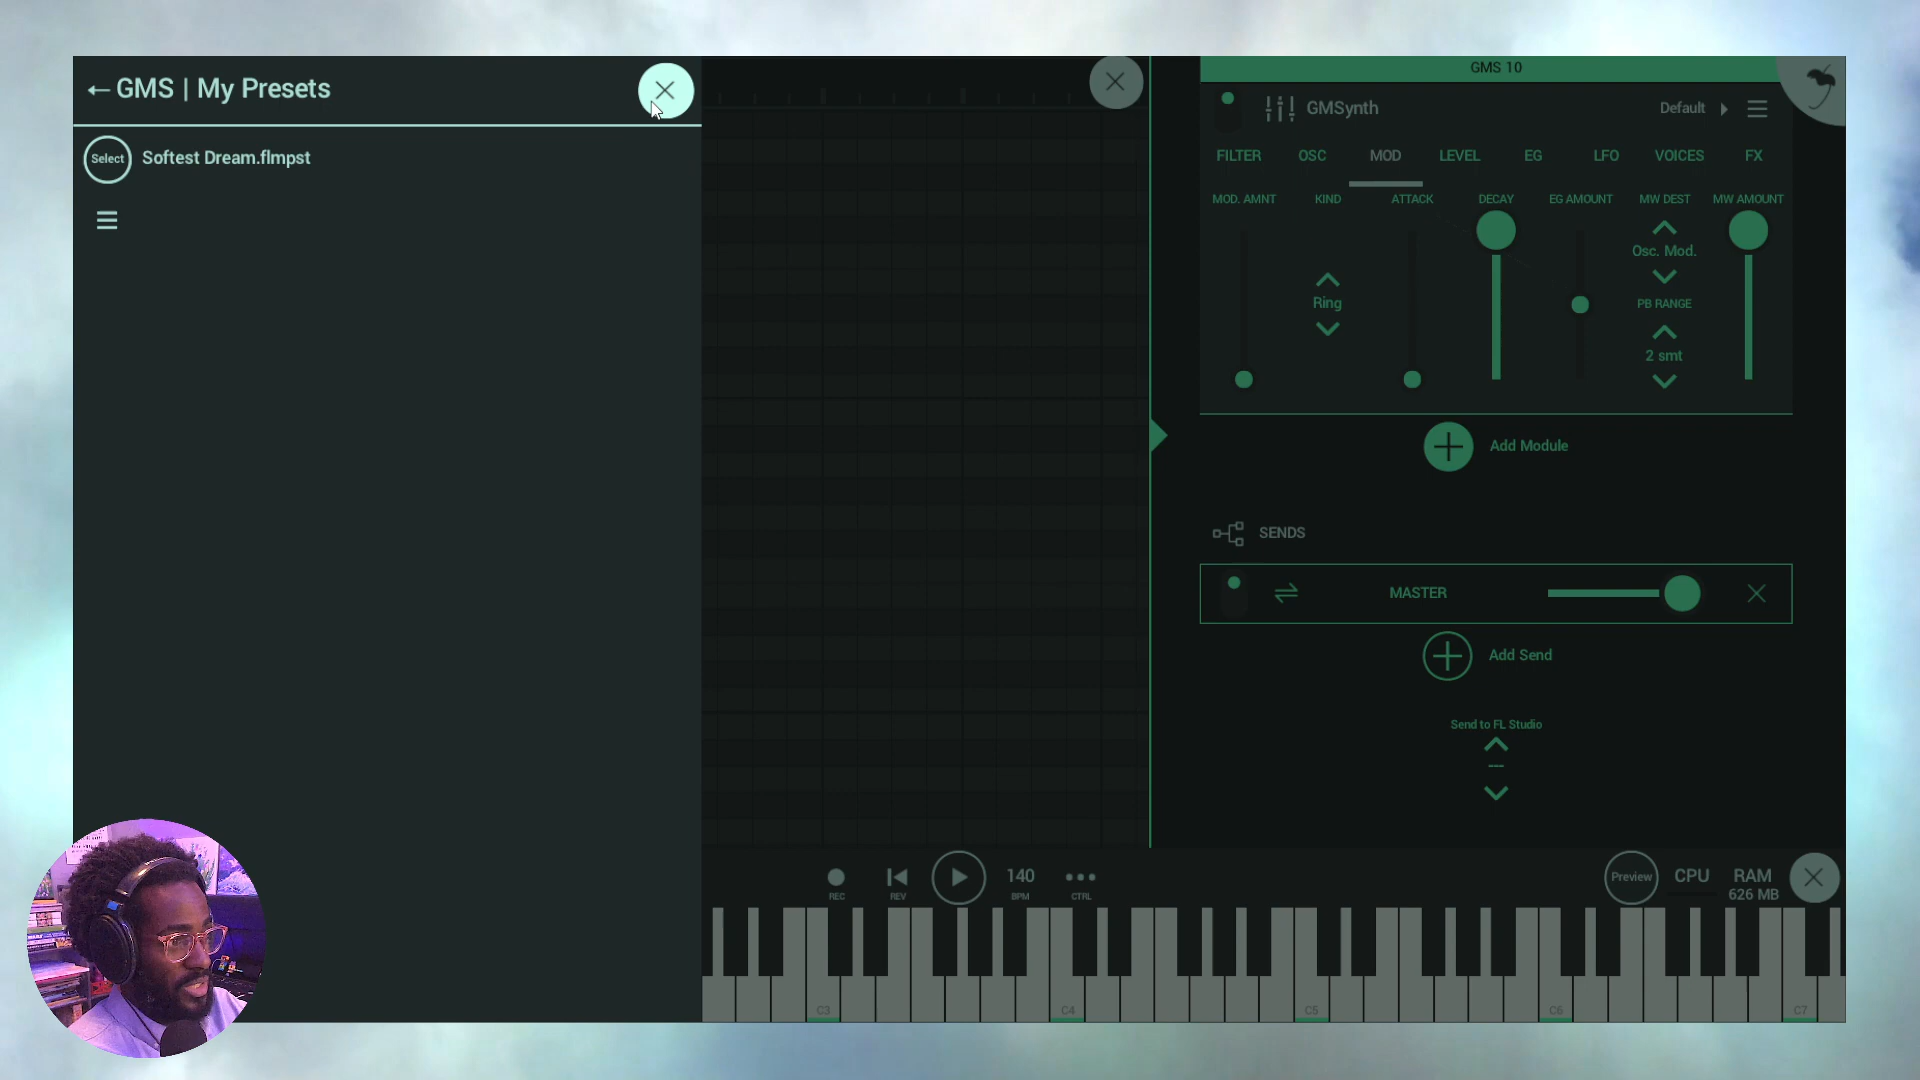 GMS | My Presets
Select
Softest Dream.flmpst
GMS 10
GMSynth
Default
FILTER
OSC
MOD
LEVEL
EG
LFO
VOICES
FX
MOD. AMNT
KIND
ATTACK
DECAY
EG AMOUNT
MW DEST
MW AMOUNT
Osc. Mod.
Ring
PB RANGE
2 smt
Add Module
SENDS
MASTER
Add Send
Send to FL Studio
---
REC
REV
140
BPM
CTRL
Preview
CPU
RAM
626 MB
C3
C4
C5
C6
C7